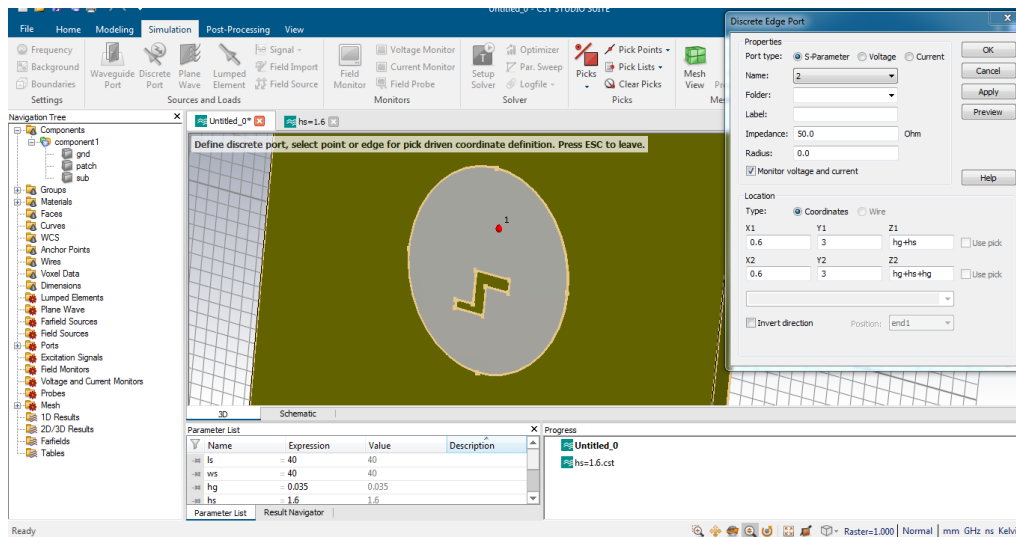 Untitled_0 - CST STUDIO SUITE
File Home Modeling Simulation Post-Processing View
Frequency
Background
Boundaries
Settings
Waveguide Port
Discrete Port
Plane Wave
Lumped Element
Signal
Field Import
Field Source
Sources and Loads
Field Monitor
Voltage Monitor
Current Monitor
Field Probe
Monitors
Setup Solver
Optimizer
Par. Sweep
Logfile
Solver
Picks
Pick Points
Pick Lists
Clear Picks
Picks
Mesh View
Navigation Tree
Components
component1
gnd
patch
sub
Groups
Materials
Faces
Curves
WCS
Anchor Points
Wires
Voxel Data
Dimensions
Lumped Elements
Plane Wave
Farfield Sources
Field Sources
Ports
Excitation Signals
Field Monitors
Voltage and Current Monitors
Probes
Mesh
1D Results
2D/3D Results
Farfields
Tables
Untitled_0* hs=1.6
Define discrete port, select point or edge for pick driven coordinate definition. Press ESC to leave.
1
3D Schematic
Parameter List
Name Expression Value Description
ls = 40 40
ws = 40 40
hg = 0.035 0.035
hs = 1.6 1.6
Parameter List Result Navigator
Progress
Untitled_0
hs=1.6.cst
Discrete Edge Port
Properties
Port type: S-Parameter Voltage Current
Name: 2
Folder:
Label:
Impedance: 50.0 Ohm
Radius: 0.0
Monitor voltage and current
OK
Cancel
Apply
Preview
Help
Location
Type: Coordinates Wire
X1 Y1 Z1
0.6 3 hg+hs Use pick
X2 Y2 Z2
0.6 3 hg+hs+hg Use pick
Invert direction Position: end1
Ready Raster=1.000 Normal mm GHz ns Kelvi